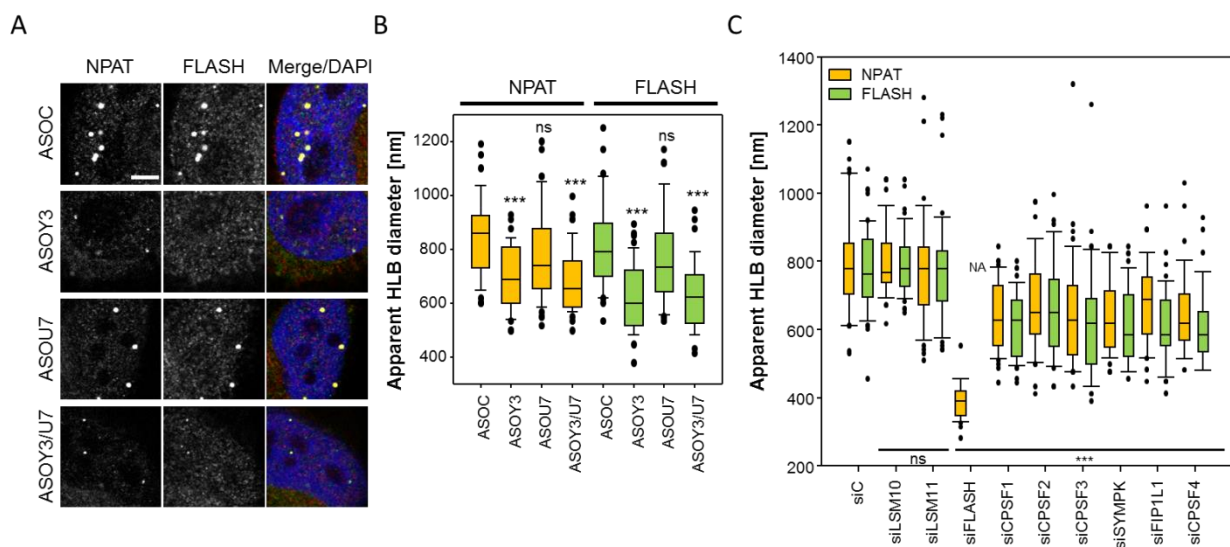 A
NPAT FLASH Merge/DAPI
ASOC
ASOY3
ASOU7
ASOY3/U7
B
NPAT FLASH
Apparent HLB diameter [nm]
1200
1000
800
600
400
*** ns *** *** ns ***
ASOC ASOY3 ASOU7 ASOY3/U7 ASOC ASOY3 ASOU7 ASOY3/U7
C
NPAT
FLASH
Apparent HLB diameter [nm]
1400
1200
1000
800
600
400
200
NA
ns ***
siC siLSM10 siLSM11 siFLASH siCPSF1 siCPSF2 siCPSF3 siSYMPK siFIP1L1 siCPSF4